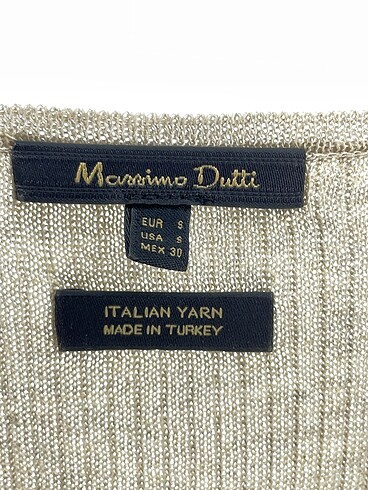 Massimo Dutti
EUR S
USA S
MEX 30
ITALIAN YARN
MADE IN TURKEY